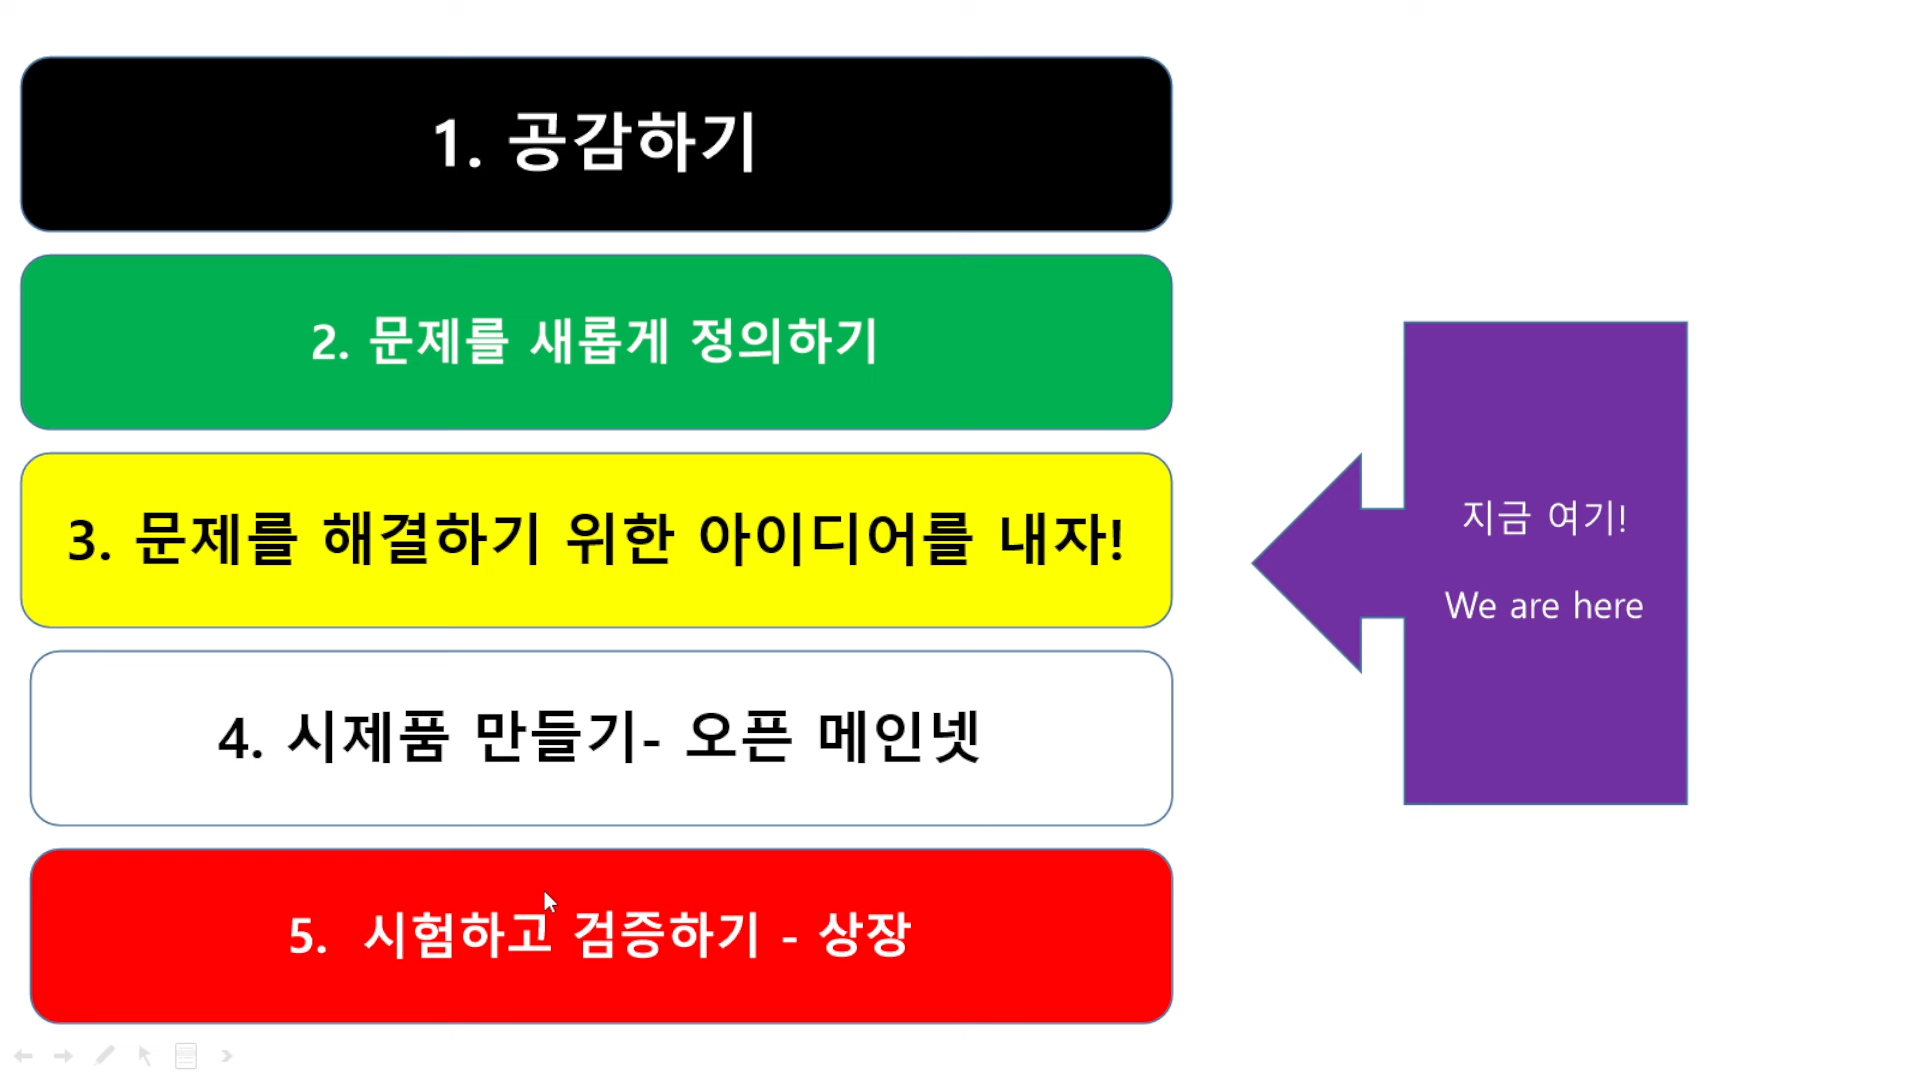 1. 공감하기
2. 문제를 새롭게 정의하기
3. 문제를 해결하기 위한 아이디어를 내자!
4. 시제품 만들기- 오픈 메인넷
5. 시험하고 검증하기 - 상장
지금 여기!
We are here